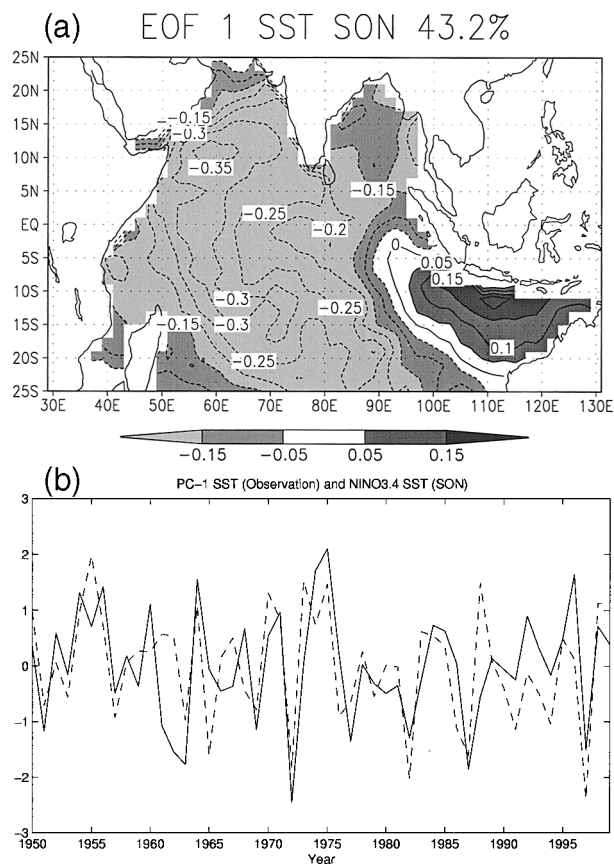 (a) EOF 1 SST SON 43.2%
25N
20N
15N
10N
5N
EQ
5S
10S
15S
20S
25S
-0.15
-0.3
-0.35
-0.15
-0.25
-0.2
0
0.05
0.15
-0.3
-0.25
-0.15
-0.3
-0.25
0.1
30E 40E 50E 60E 70E 80E 90E 100E 110E 120E 130E
-0.15 -0.05 0.05 0.15
(b) PC-1 SST (Observation) and NINO3.4 SST (SON)
3
2
1
0
-1
-2
-3
1950 1955 1960 1965 1970 1975 1980 1985 1990 1995
Year